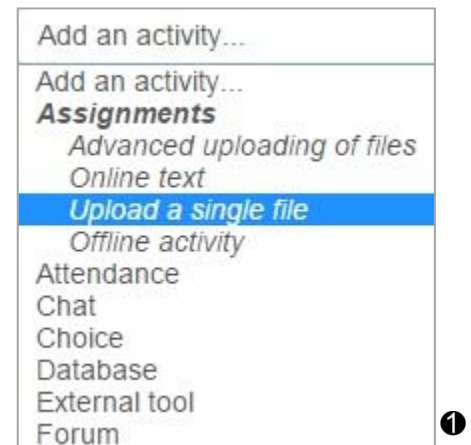 Add an activity...
Add an activity...
Assignments
Advanced uploading of files
Online text
Upload a single file
Offline activity
Attendance
Chat
Choice
Database
External tool
Forum
❶